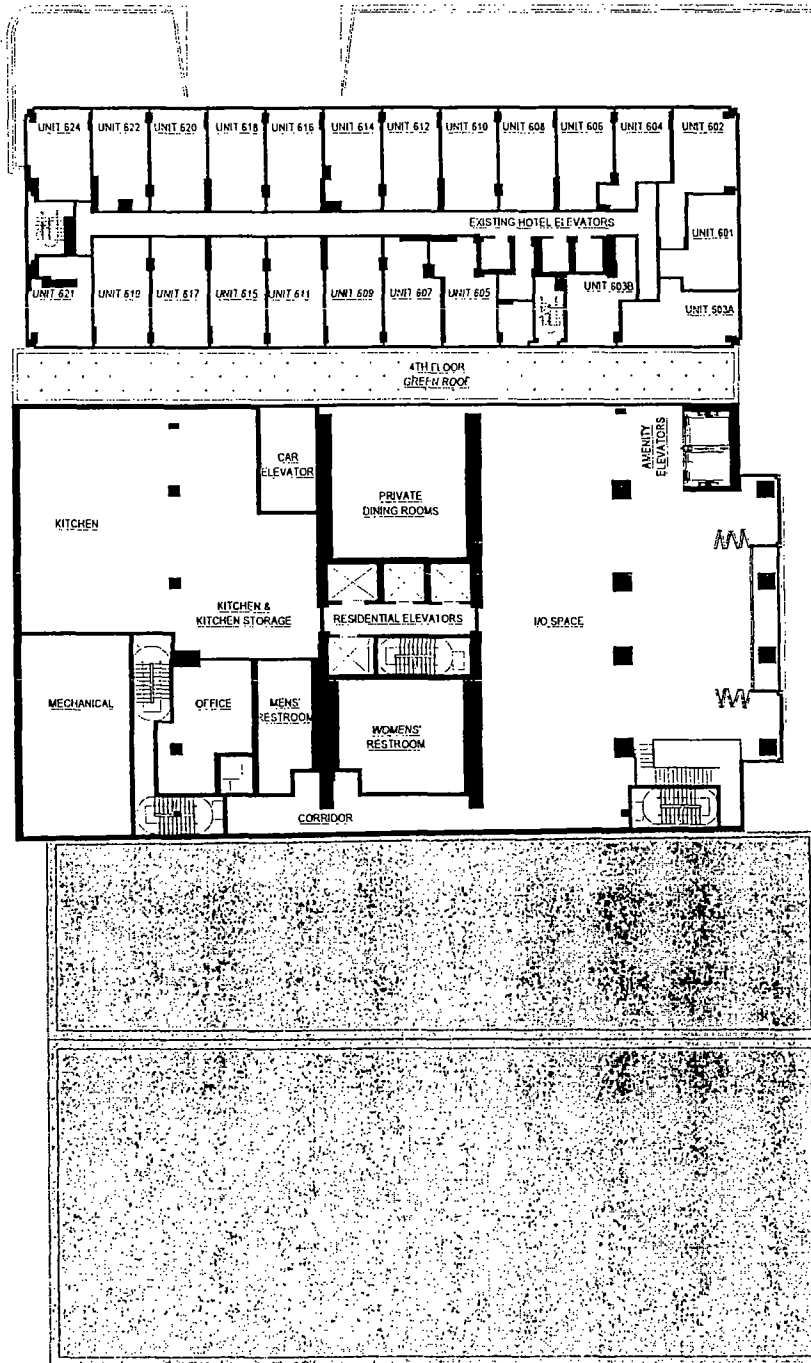 UNIT 624
UNIT 622
UNIT 620
UNIT 618
UNIT 616
UNIT 614
UNIT 612
UNIT 610
UNIT 608
UNIT 606
UNIT 604
UNIT 602
EXISTING HOTEL ELEVATORS
UNIT 601
UNIT 621
UNIT 619
UNIT 617
UNIT 615
UNIT 611
UNIT 609
UNIT 607
UNIT 605
UNIT 603B
UNIT 603A
4TH FLOOR
GREEN ROOF
CAR
ELEVATOR
AMENITY
ELEVATORS
PRIVATE
DINING ROOMS
KITCHEN
KITCHEN &
KITCHEN STORAGE
RESIDENTIAL ELEVATORS
I/O SPACE
MECHANICAL
OFFICE
MENS'
RESTROOM
WOMENS'
RESTROOM
CORRIDOR